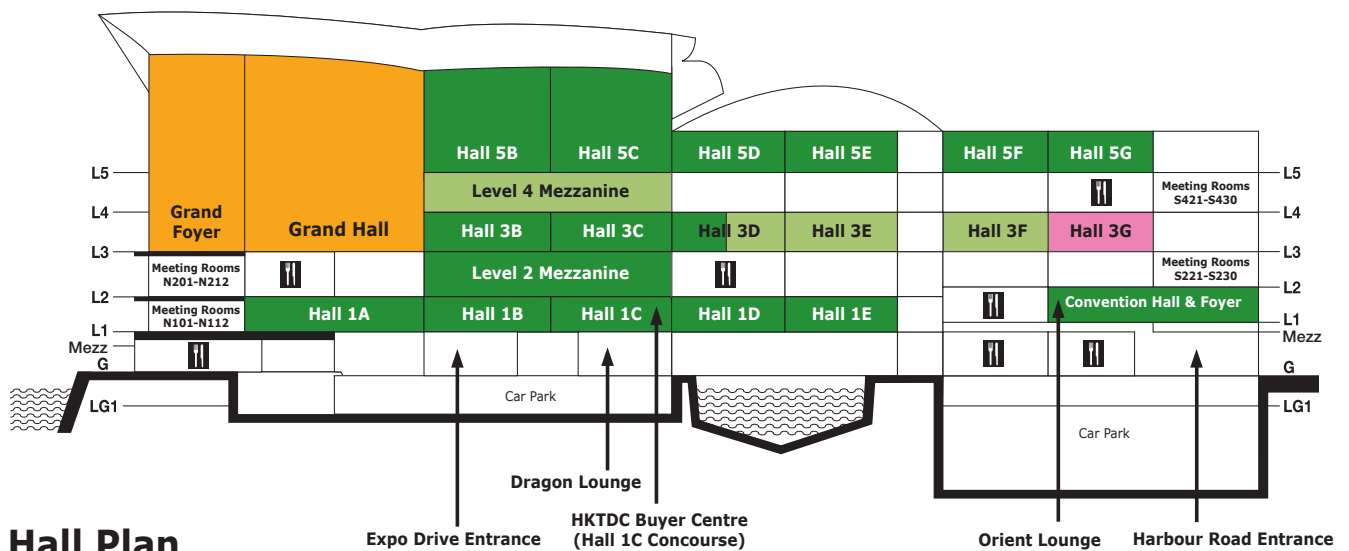 Hall 5B
Hall 5C
Hall 5D
Hall 5E
Hall 5F
Hall 5G
L5
L5
Level 4 Mezzanine
Meeting Rooms
S421-S430
L4
L4
Grand
Foyer
Grand Hall
Hall 3B
Hall 3C
Hall 3D
Hall 3E
Hall 3F
Hall 3G
L3
L3
Meeting Rooms
N201-N212
Level 2 Mezzanine
Meeting Rooms
S221-S230
L2
L2
Meeting Rooms
N101-N112
Hall 1A
Hall 1B
Hall 1C
Hall 1D
Hall 1E
Convention Hall & Foyer
L1
L1
Mezz
Mezz
G
G
Car Park
LG1
LG1
Car Park
Dragon Lounge
Expo Drive Entrance
HKTDC Buyer Centre
(Hall 1C Concourse)
Orient Lounge
Harbour Road Entrance
Hall Plan